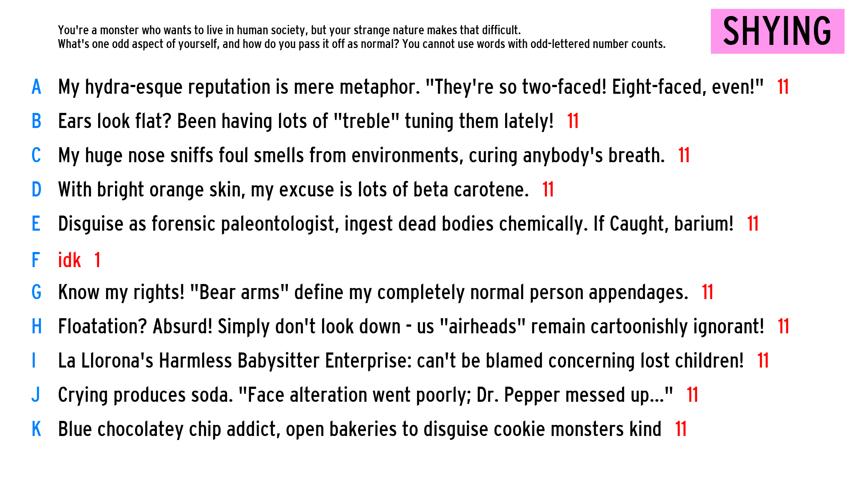 You're a monster who wants to live in human society, but your strange nature makes that difficult.
What's one odd aspect of yourself, and how do you pass it off as normal? You cannot use words with odd-lettered number counts.
SHYING
A My hydra-esque reputation is mere metaphor. "They're so two-faced! Eight-faced, even!" 11
B Ears look flat? Been having lots of "treble" tuning them lately! 11
C My huge nose sniffs foul smells from environments, curing anybody's breath. 11
D With bright orange skin, my excuse is lots of beta carotene. 11
E Disguise as forensic paleontologist, ingest dead bodies chemically. If Caught, barium! 11
F idk 1
G Know my rights! "Bear arms" define my completely normal person appendages. 11
H Floatation? Absurd! Simply don't look down - us "airheads" remain cartoonishly ignorant! 11
I La Llorona's Harmless Babysitter Enterprise: can't be blamed concerning lost children! 11
J Crying produces soda. "Face alteration went poorly; Dr. Pepper messed up..." 11
K Blue chocolatey chip addict, open bakeries to disguise cookie monsters kind 11